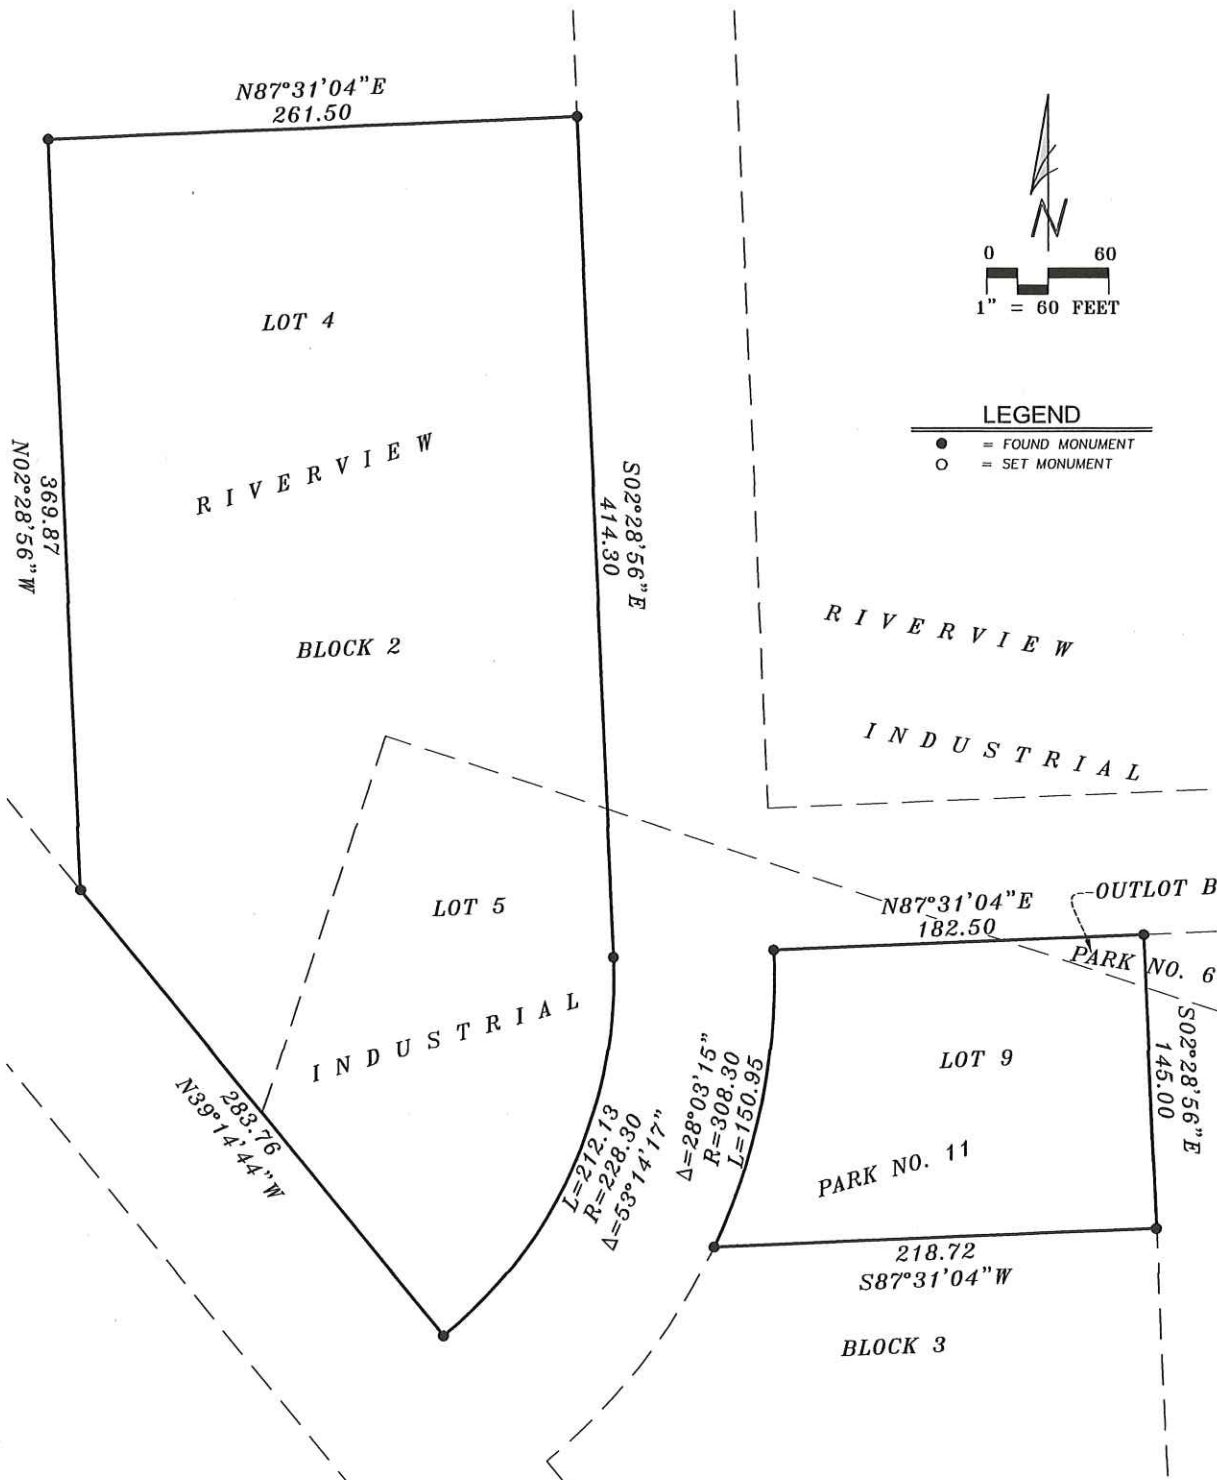 N87°31'04"E
261.50
N
0 60
1" = 60 FEET
LOT 4
LEGEND
= FOUND MONUMENT
= SET MONUMENT
RIVERVIEW
369.87
N02°28'56"W
S02°28'56"E
414.30
BLOCK 2
RIVERVIEW
INDUSTRIAL
LOT 5
N87°31'04"E
182.50
OUTLOT B
PARK NO. 6
INDUSTRIAL
283.76
N39°14'44"W
L=212.13
R=228.30
Δ=53°14'17"
Δ=28°03'15"
R=308.30
L=150.95
LOT 9
S02°28'56"E
145.00
PARK NO. 11
218.72
S87°31'04"W
BLOCK 3